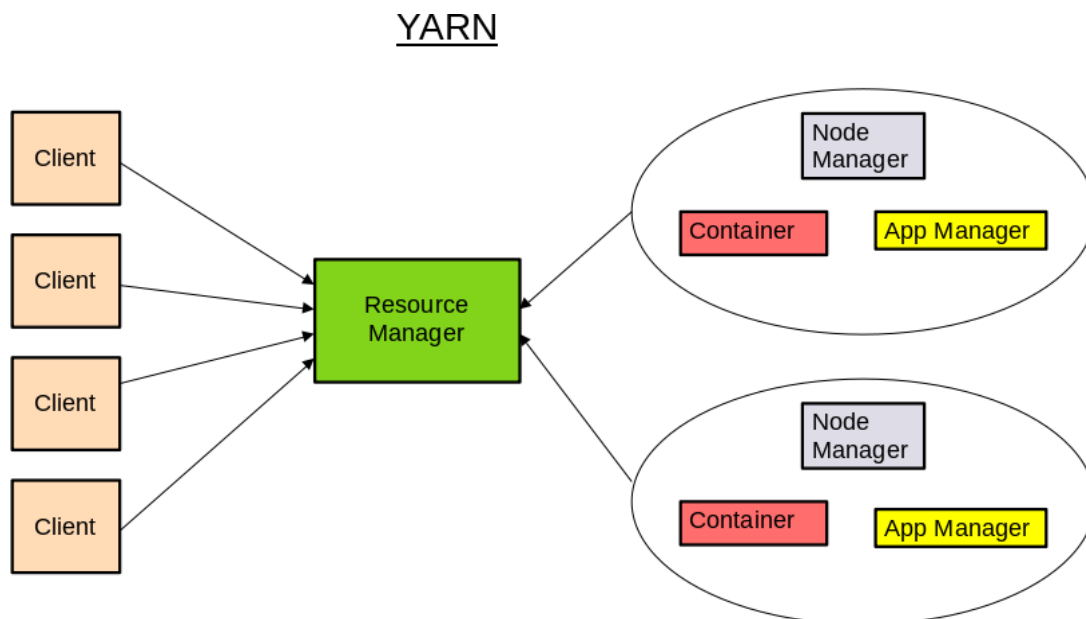 YARN
Client
Client
Client
Client
Resource
Manager
Node
Manager
Container
App Manager
Node
Manager
Container
App Manager